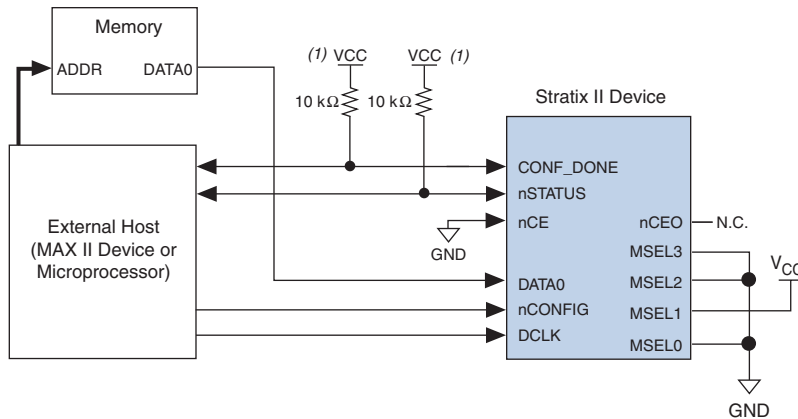 Memory
ADDR DATA0
(1) VCC VCC (1)
10 kΩ 10 kΩ
Stratix II Device
External Host
(MAX II Device or
Microprocessor)
CONF_DONE
nSTATUS
nCE
GND
DATA0
nCONFIG
DCLK
nCEO N.C.
MSEL3
MSEL2
MSEL1
MSEL0
VCC
GND